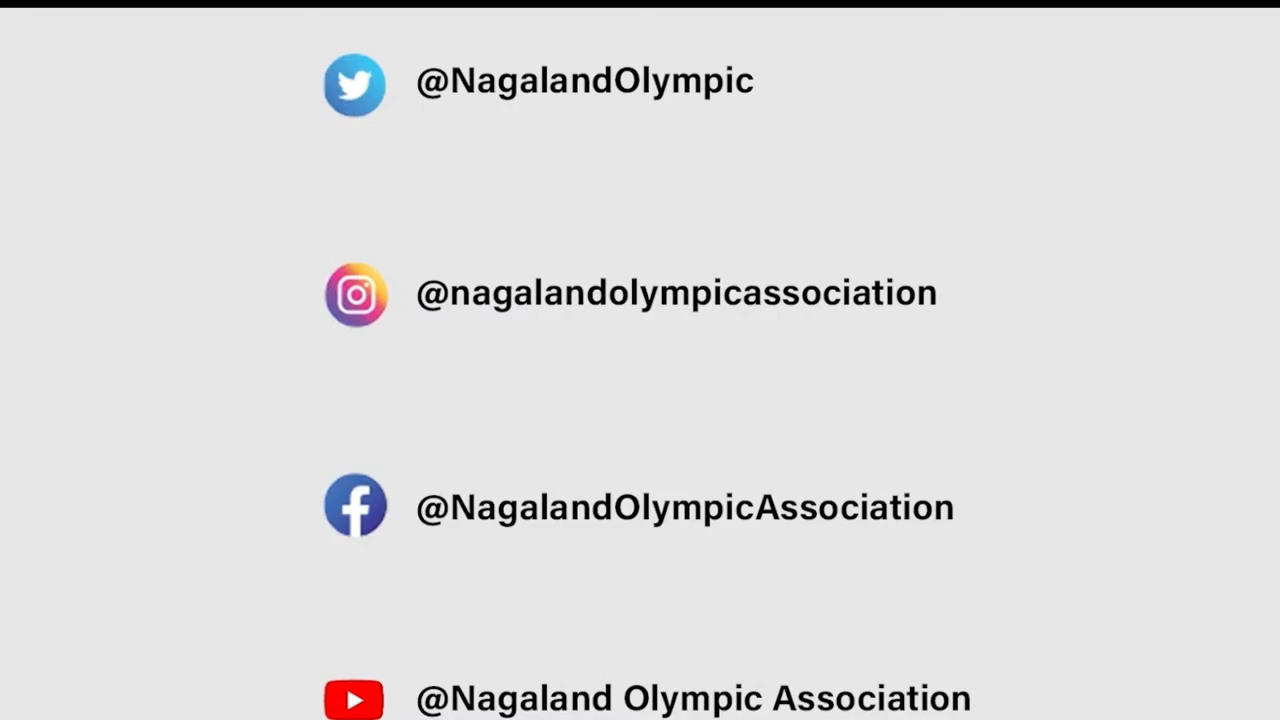 @NagalandOlympic
@nagalandolympicassociation
@NagalandOlympicAssociation
@Nagaland Olympic Association